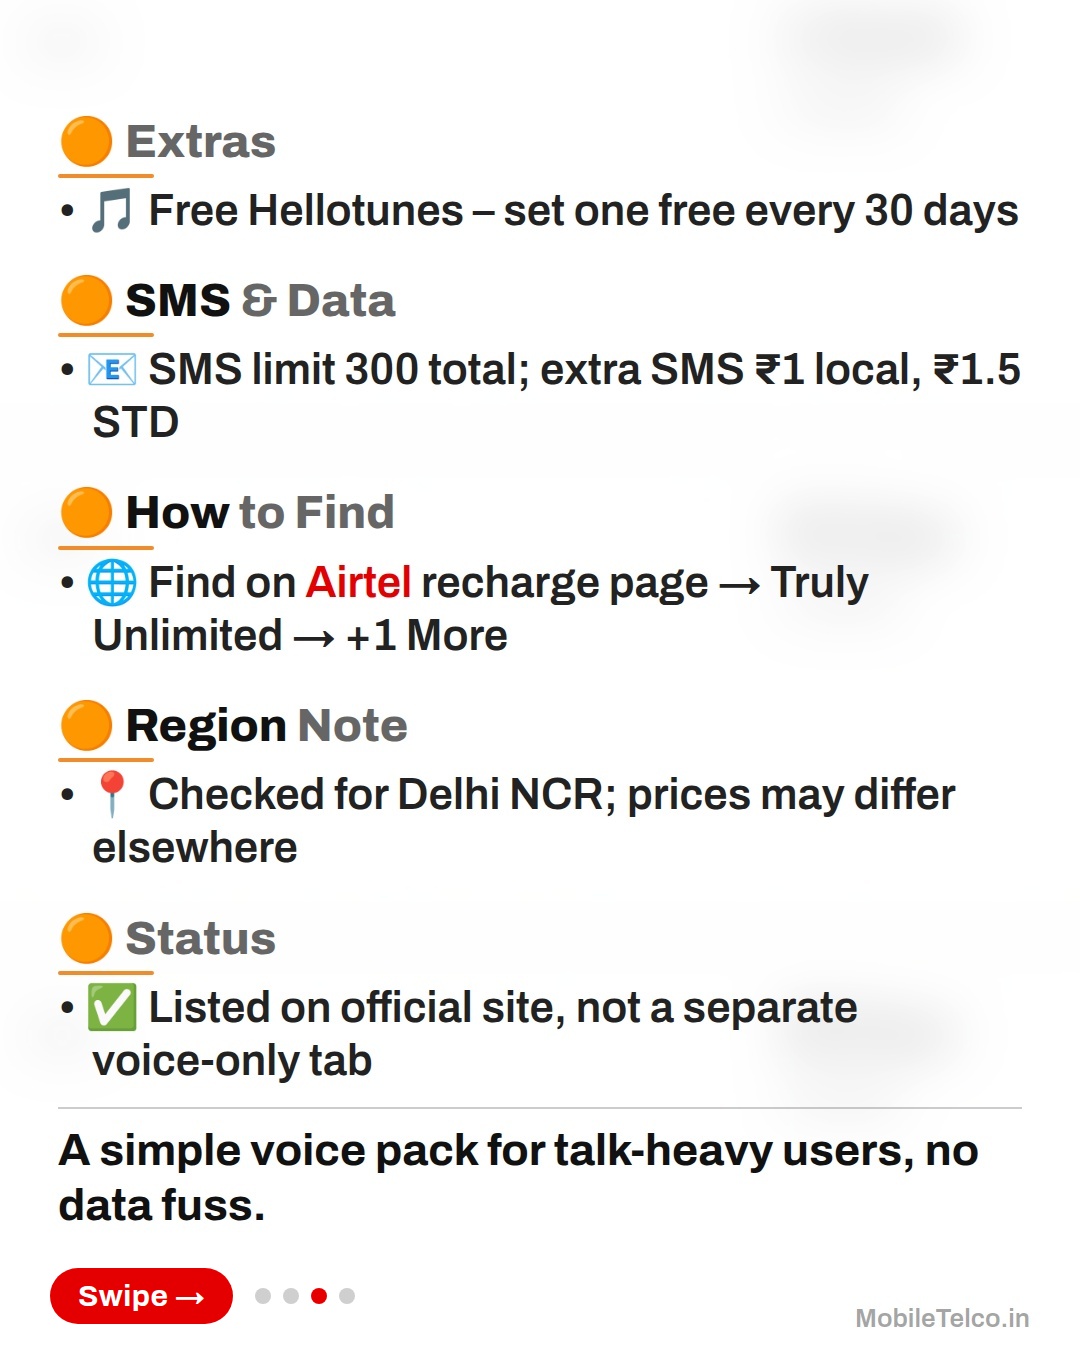 🟠 Extras
• 🎵 Free Hellotunes – set one free every 30 days
🟠 SMS & Data
• 📧 SMS limit 300 total; extra SMS ₹1 local, ₹1.5
STD
🟠 How to Find
• 🌐 Find on Airtel recharge page → Truly
Unlimited → +1 More
🟠 Region Note
• 📍 Checked for Delhi NCR; prices may differ
elsewhere
🟠 Status
• ✅ Listed on official site, not a separate
voice-only tab
A simple voice pack for talk-heavy users, no
data fuss.
Swipe →
MobileTelco.in